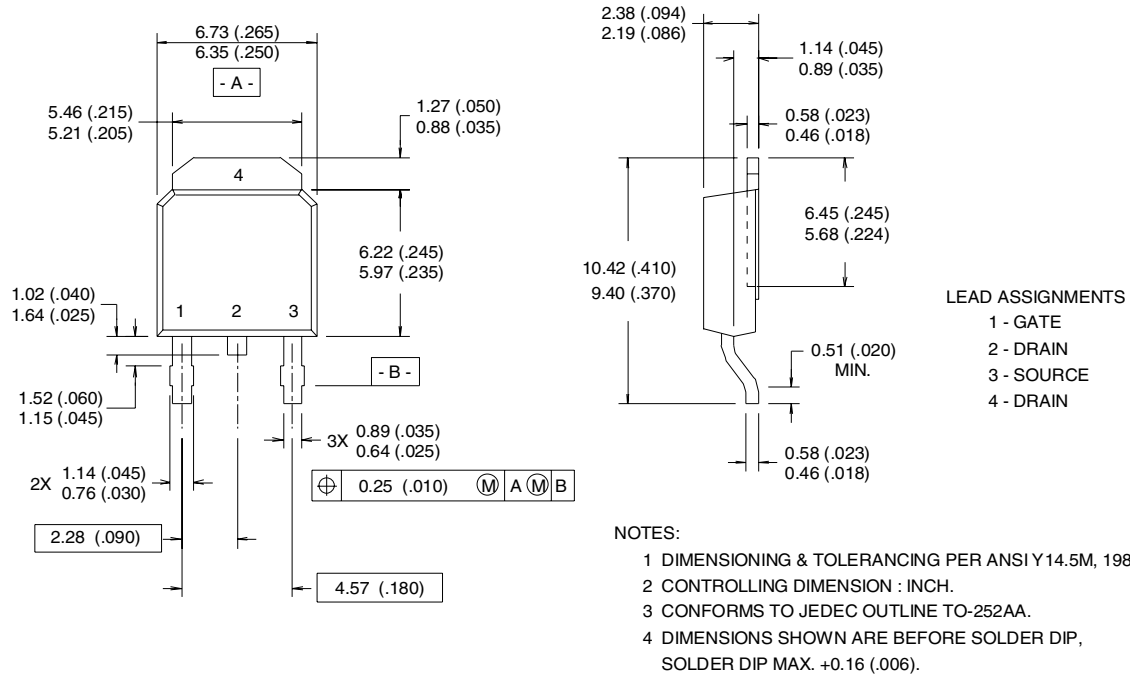 6.73 (.265)
6.35 (.250)
- A -
5.46 (.215)
5.21 (.205)
1.27 (.050)
0.88 (.035)
4
6.22 (.245)
5.97 (.235)
1.02 (.040)
1.64 (.025)
1 2 3
1.52 (.060)
1.15 (.045)
- B -
2X 1.14 (.045)
0.76 (.030)
3X 0.89 (.035)
0.64 (.025)
⌖ 0.25 (.010) Ⓜ A Ⓜ B
2.28 (.090)
4.57 (.180)
2.38 (.094)
2.19 (.086)
1.14 (.045)
0.89 (.035)
0.58 (.023)
0.46 (.018)
6.45 (.245)
5.68 (.224)
10.42 (.410)
9.40 (.370)
0.51 (.020)
MIN.
0.58 (.023)
0.46 (.018)
LEAD ASSIGNMENTS
1 - GATE
2 - DRAIN
3 - SOURCE
4 - DRAIN
NOTES:
1 DIMENSIONING & TOLERANCING PER ANSI Y14.5M, 198
2 CONTROLLING DIMENSION : INCH.
3 CONFORMS TO JEDEC OUTLINE TO-252AA.
4 DIMENSIONS SHOWN ARE BEFORE SOLDER DIP,
SOLDER DIP MAX. +0.16 (.006).